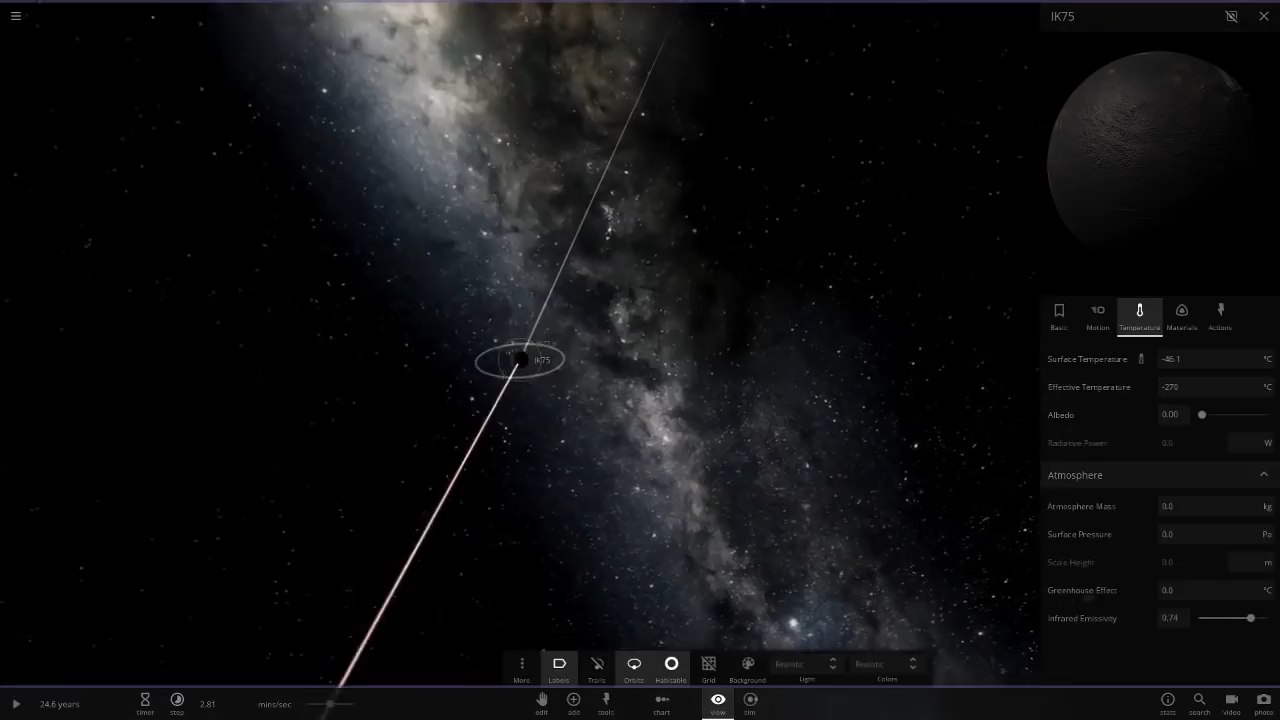 IK75
IK75
Basic
Motion
Temperature
Materials
Actions
Surface Temperature -46.1 °C
Effective Temperature -270 °C
Albedo 0.00
Radiative Power 0.0 W
Atmosphere
Atmosphere Mass 0.0 kg
Surface Pressure 0.0 Pa
Scale Height 0.0 m
Greenhouse Effect 0.0 °C
Infrared Emissivity 0.74
More
Labels
Trails
Orbits
Habitable
Grid
Background
Realistic
Light
Realistic
Colors
24.6 years
timer
step
2.81 mins/sec
edit
add
tools
chart
view
sim
stats
search
video
photo